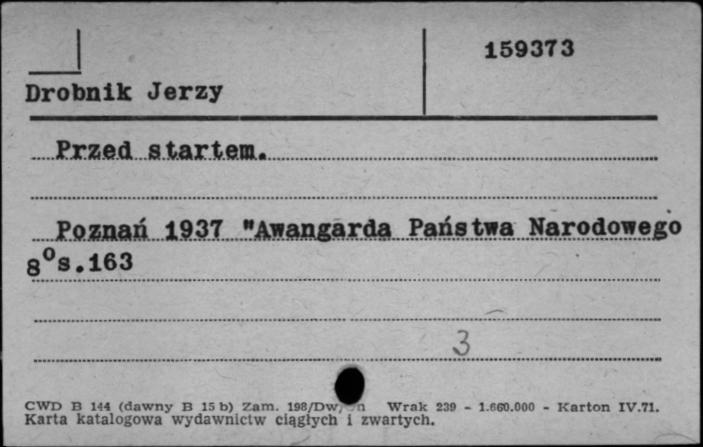 159373
Drobnik Jerzy
Przed startem.
Poznań 1937 "Awangarda Państwa Narodowego
8° s.163
3
CWD B 144 (dawny B 15 b) Zam. 198/Dw, Wrak 239 - 1.660.000 - Karton IV.71.
Karta katalogowa wydawnictw ciągłych i zwartych.